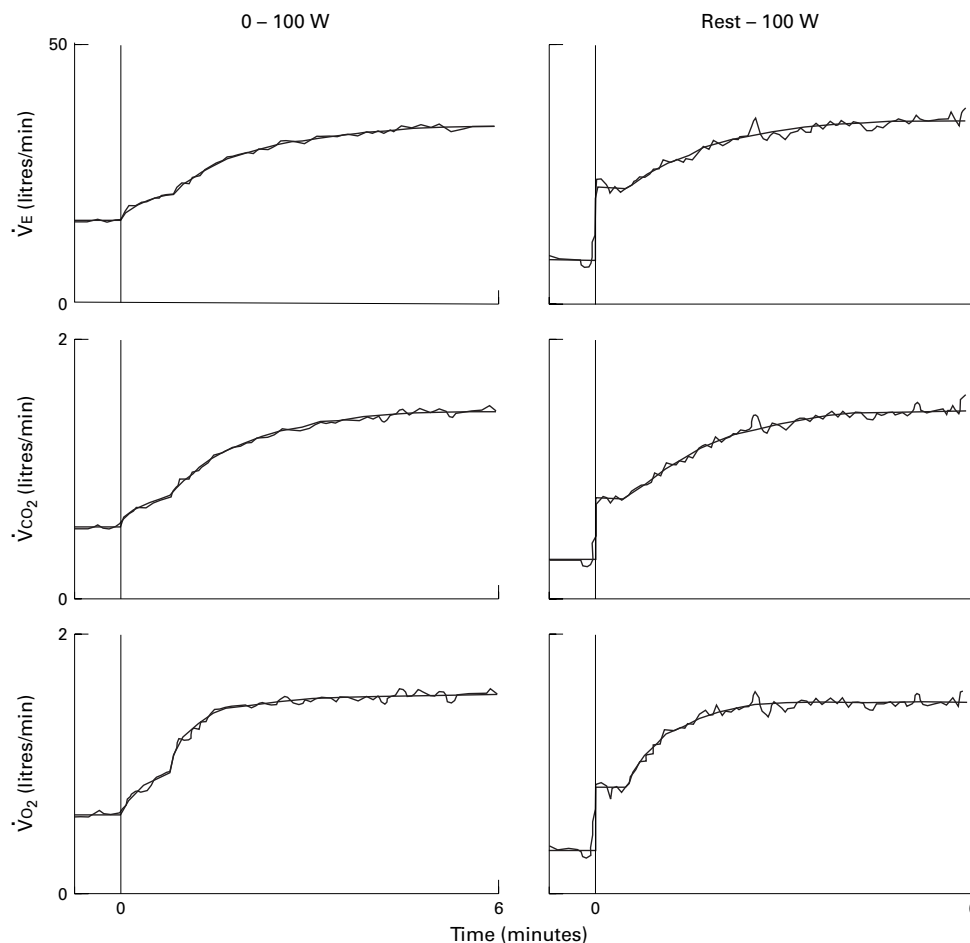 0 – 100 W
Rest – 100 W
50
V̇E (litres/min)
0
2
V̇CO₂ (litres/min)
0
2
V̇O₂ (litres/min)
0
0
6
0
6
Time (minutes)